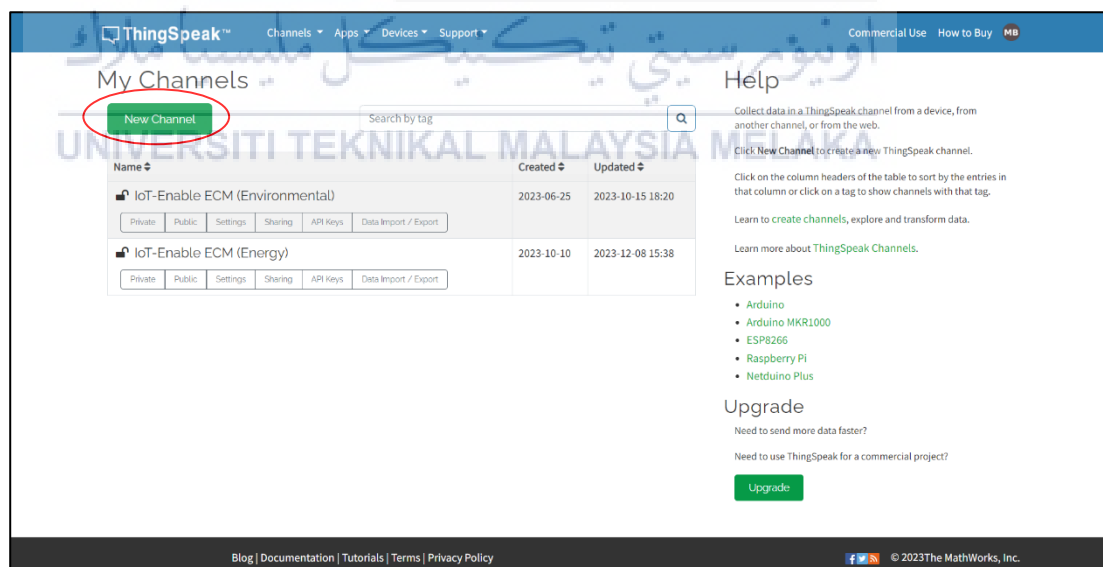 ThingSpeak™ Channels Apps Devices Support Commercial Use How to Buy MB
اونيۏرسيتي تيكنيكل مليسيا ملاك
UNIVERSITI TEKNIKAL MALAYSIA MELAKA
My Channels
New Channel
Search by tag
Name Created Updated
IoT-Enable ECM (Environmental) 2023-06-25 2023-10-15 18:20
Private Public Settings Sharing API Keys Data Import / Export
IoT-Enable ECM (Energy) 2023-10-10 2023-12-08 15:38
Private Public Settings Sharing API Keys Data Import / Export
Help
Collect data in a ThingSpeak channel from a device, from
another channel, or from the web.
Click New Channel to create a new ThingSpeak channel.
Click on the column headers of the table to sort by the entries in
that column or click on a tag to show channels with that tag.
Learn to create channels, explore and transform data.
Learn more about ThingSpeak Channels.
Examples
Arduino
Arduino MKR1000
ESP8266
Raspberry Pi
Netduino Plus
Upgrade
Need to send more data faster?
Need to use ThingSpeak for a commercial project?
Upgrade
Blog | Documentation | Tutorials | Terms | Privacy Policy
© 2023The MathWorks, Inc.